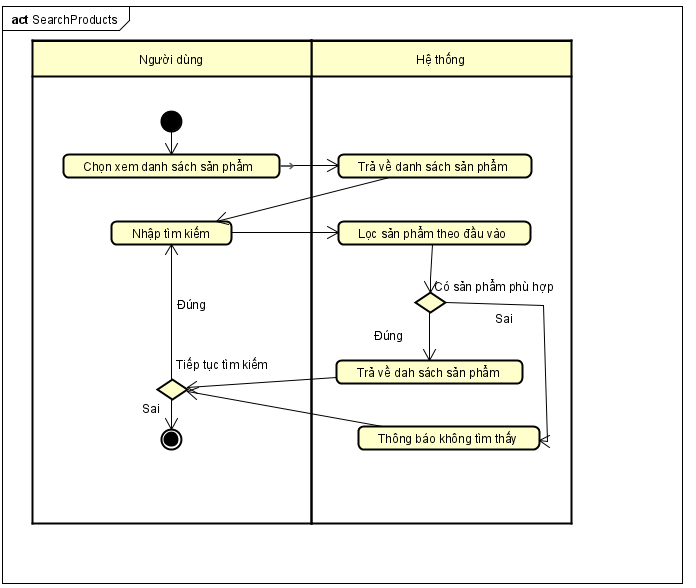 act SearchProducts
Người dùng
Hệ thống
Chọn xem danh sách sản phẩm
Trả về danh sách sản phẩm
Nhập tìm kiếm
Lọc sản phẩm theo đầu vào
Có sản phẩm phù hợp
Đúng
Sai
Đúng
Tiếp tục tìm kiếm
Trả về dah sách sản phẩm
Sai
Thông báo không tìm thấy